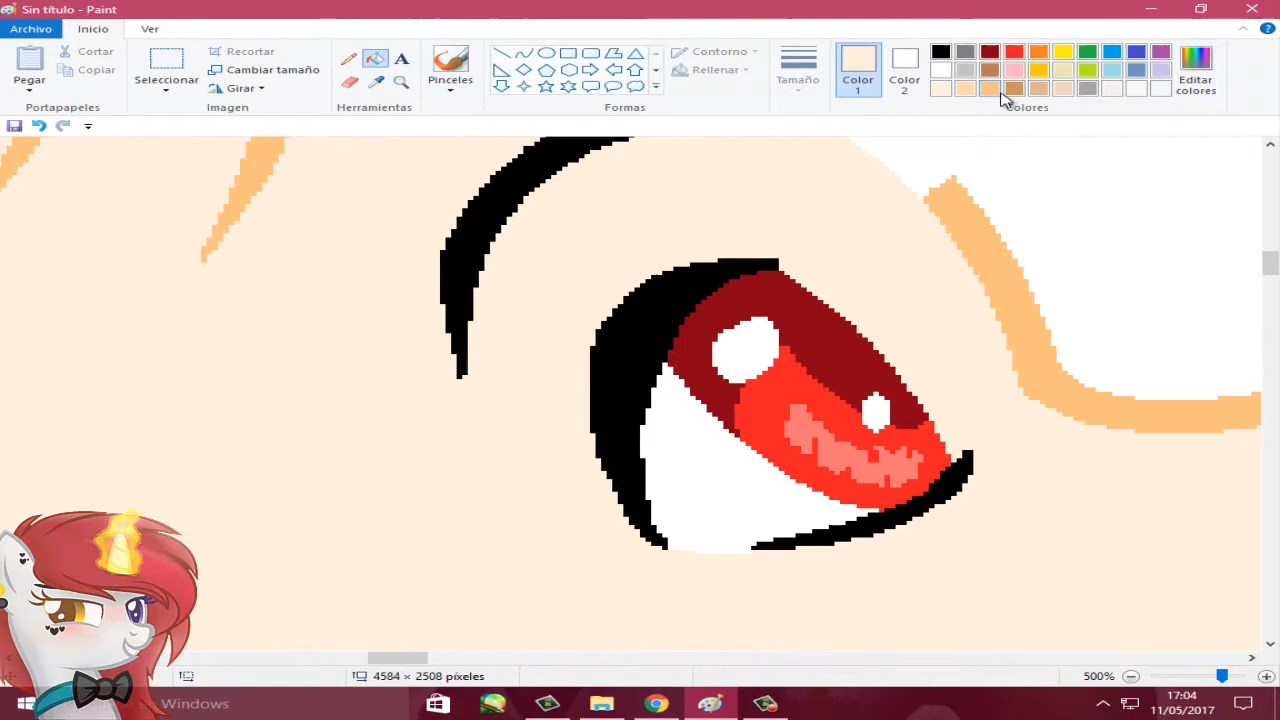 Sin título - Paint
Archivo Inicio Ver
Pegar
Cortar
Copiar
Portapapeles
Seleccionar
Recortar
Cambiar tamaño
Girar
Imagen
A
Herramientas
Pinceles
Contorno
Rellenar
Formas
Tamaño
Color
1
Color
2
Editar
colores
Colores
4584 × 2508 píxeles
500%
Windows
17:04
11/05/2017